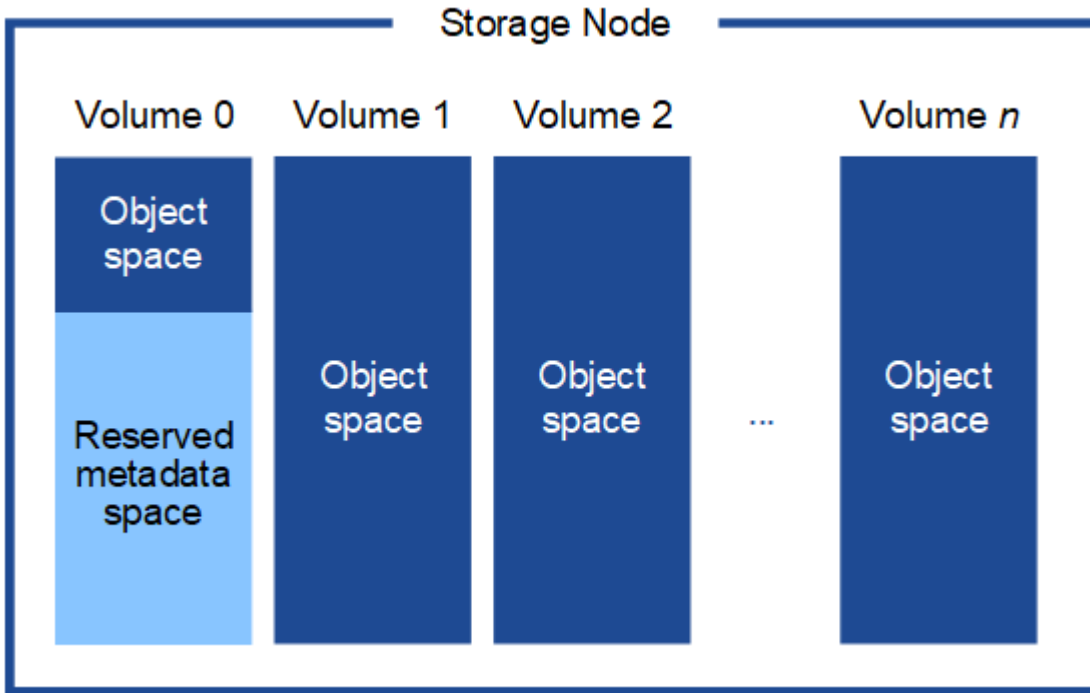 Storage Node
Volume 0
Volume 1
Volume 2
Volume n
Object
space
Reserved
metadata
space
Object
space
Object
space
...
Object
space